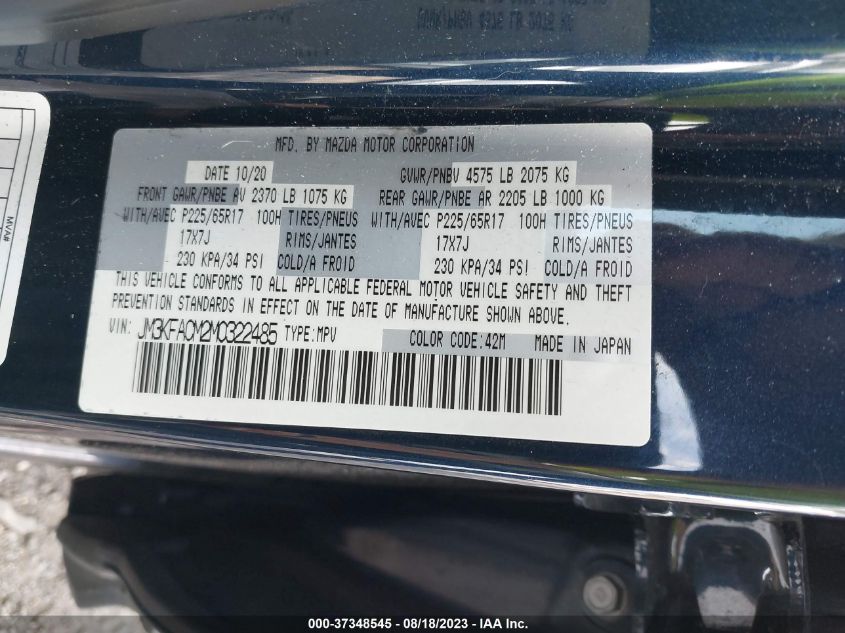 MFD. BY MAZDA MOTOR CORPORATION
DATE 10/20 GVWR/PNBV 4575 LB 2075 KG
FRONT GAWR/PNBE AV 2370 LB 1075 KG REAR GAWR/PNBE AR 2205 LB 1000 KG
WITH/AVEC P225/65R17 100H TIRES/PNEUS WITH/AVEC P225/65R17 100H TIRES/PNEUS
17X7J RIMS/JANTES 17X7J RIMS/JANTES
230 KPA/34 PSI COLD/A FROID 230 KPA/34 PSI COLD/A FROID
THIS VEHICLE CONFORMS TO ALL APPLICABLE FEDERAL MOTOR VEHICLE SAFETY AND THEFT
PREVENTION STANDARDS IN EFFECT ON THE DATE OF MANUFACTURE SHOWN ABOVE.
VIN: JM3KFACM2M0322485 TYPE:MPV COLOR CODE:42M MADE IN JAPAN
MVA#
000-37348545 - 08/18/2023 - IAA Inc.